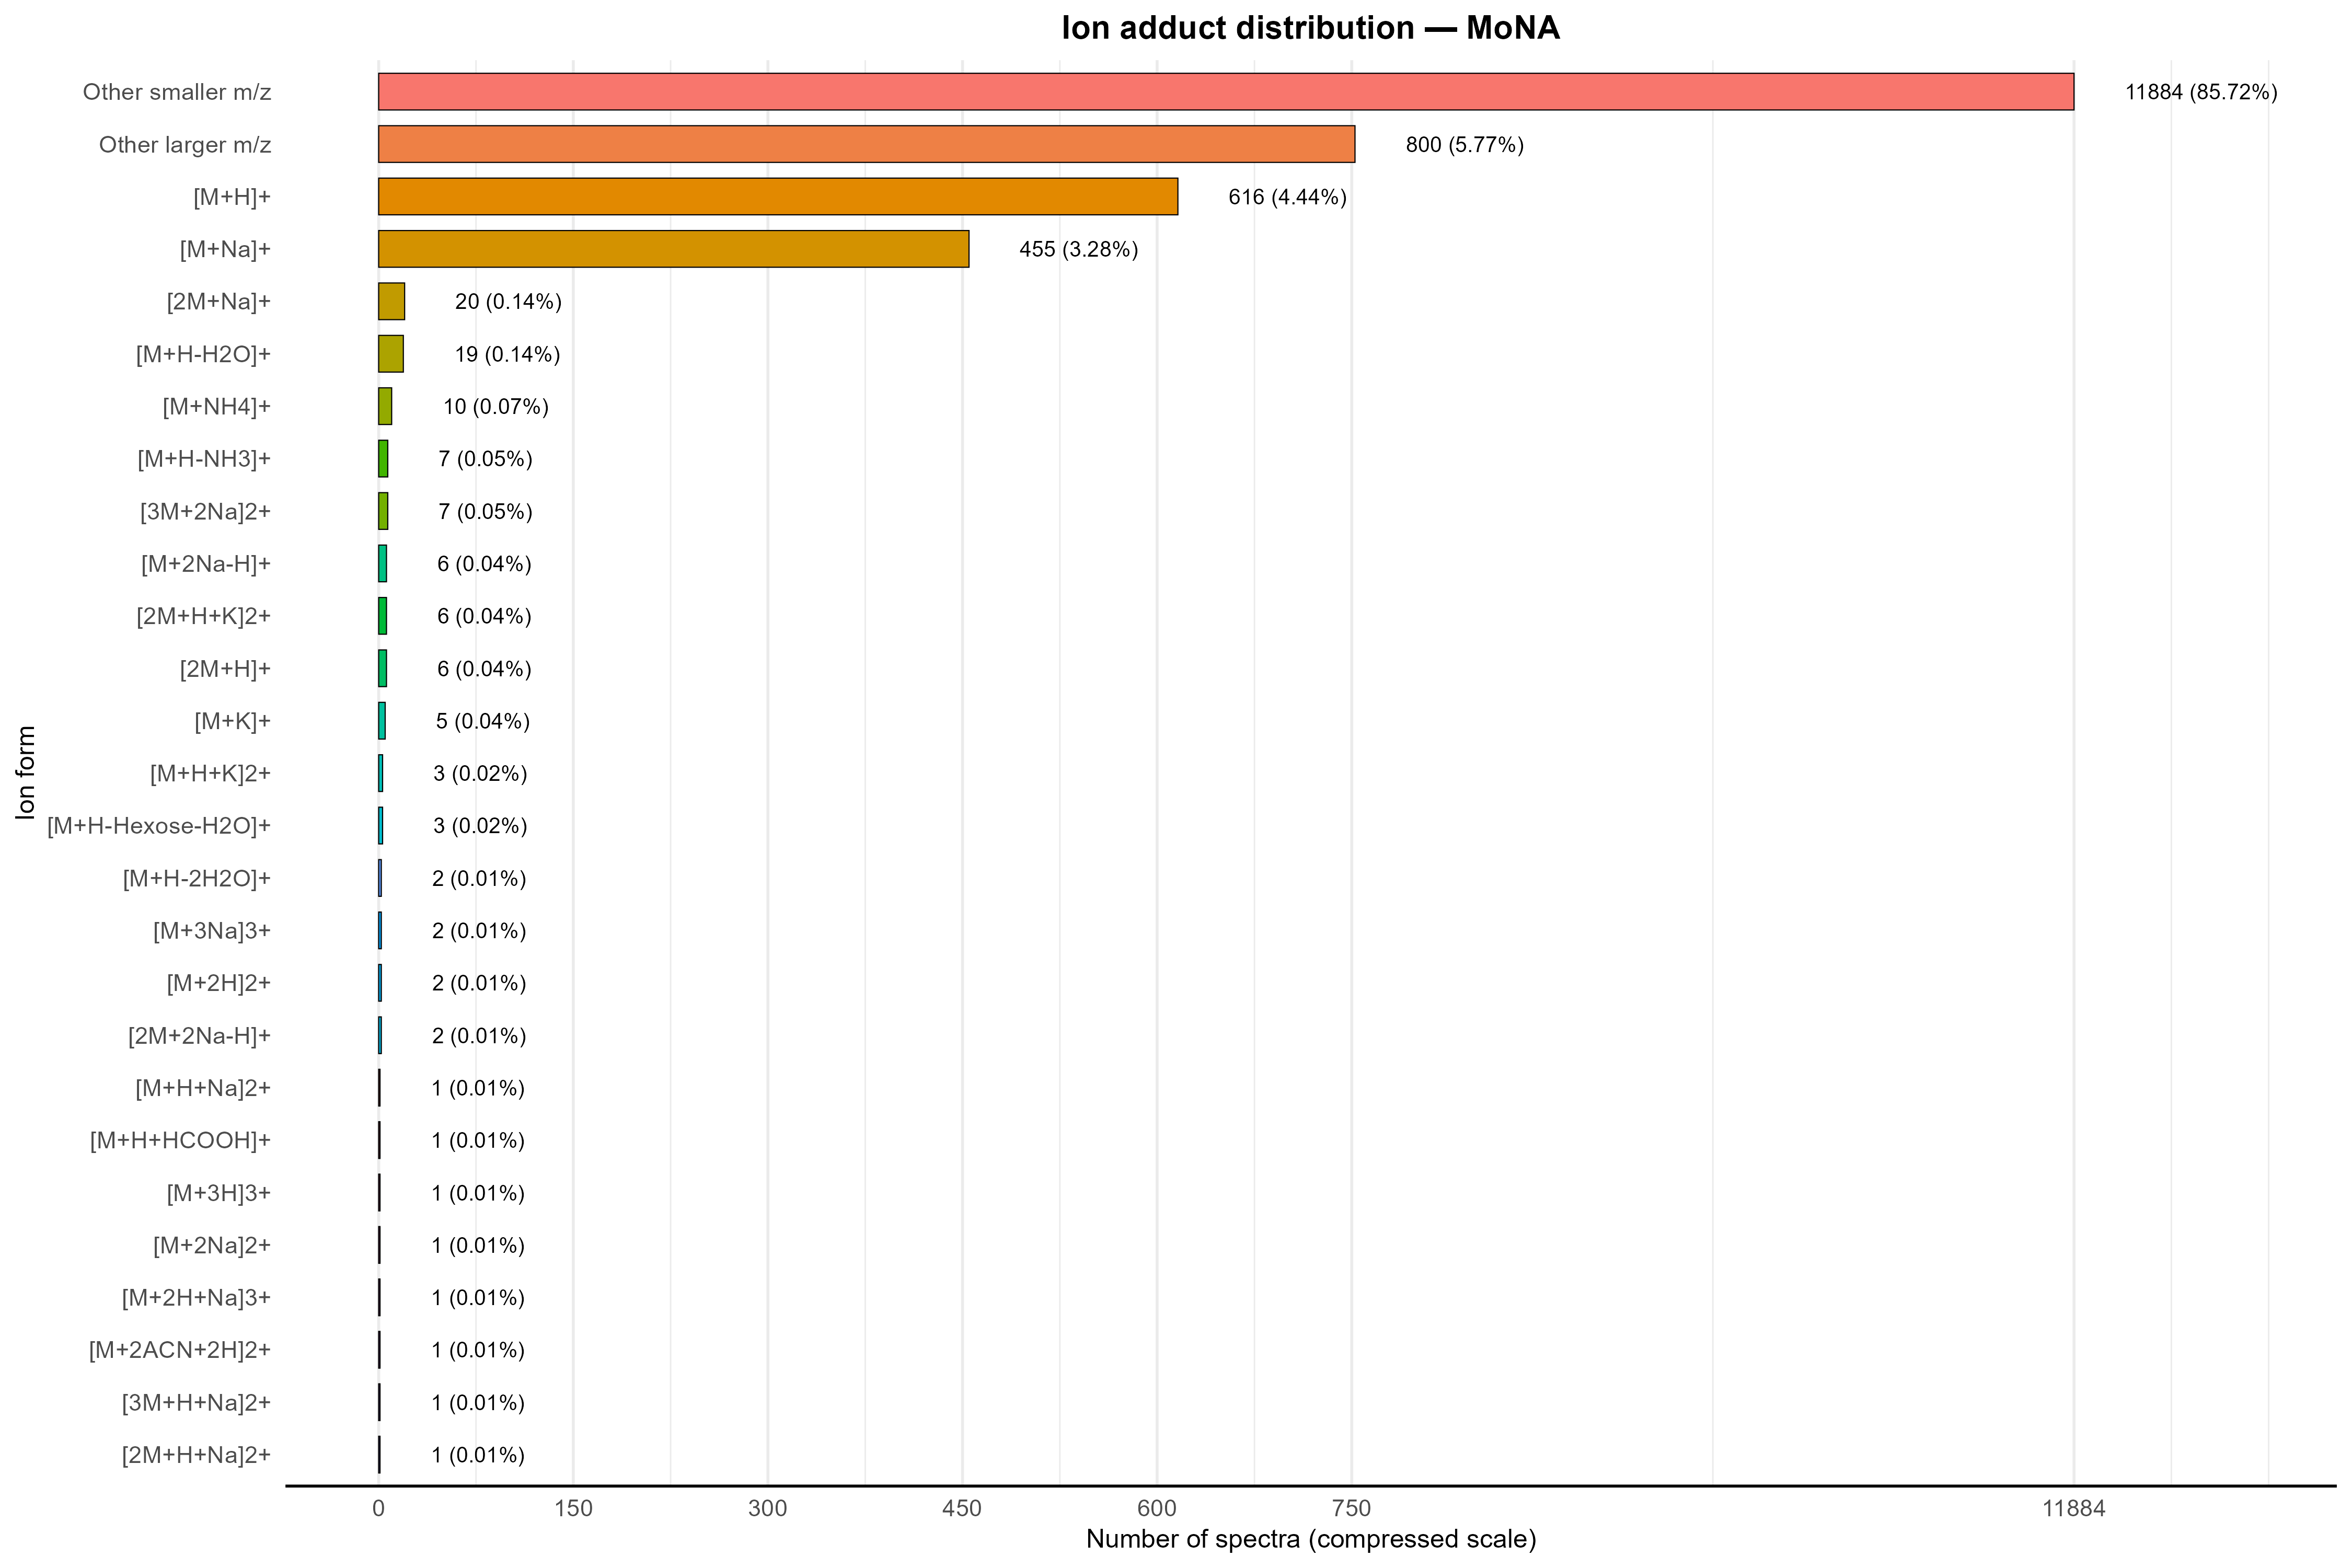 Ion adduct distribution — MoNA
Other smaller m/z 11884 (85.72%)
Other larger m/z 800 (5.77%)
[M+H]+ 616 (4.44%)
[M+Na]+ 455 (3.28%)
[2M+Na]+ 20 (0.14%)
[M+H-H2O]+ 19 (0.14%)
[M+NH4]+ 10 (0.07%)
[M+H-NH3]+ 7 (0.05%)
[3M+2Na]2+ 7 (0.05%)
[M+2Na-H]+ 6 (0.04%)
[2M+H+K]2+ 6 (0.04%)
[2M+H]+ 6 (0.04%)
[M+K]+ 5 (0.04%)
[M+H+K]2+ 3 (0.02%)
[M+H-Hexose-H2O]+ 3 (0.02%)
[M+H-2H2O]+ 2 (0.01%)
[M+3Na]3+ 2 (0.01%)
[M+2H]2+ 2 (0.01%)
[2M+2Na-H]+ 2 (0.01%)
[M+H+Na]2+ 1 (0.01%)
[M+H+HCOOH]+ 1 (0.01%)
[M+3H]3+ 1 (0.01%)
[M+2Na]2+ 1 (0.01%)
[M+2H+Na]3+ 1 (0.01%)
[M+2ACN+2H]2+ 1 (0.01%)
[3M+H+Na]2+ 1 (0.01%)
[2M+H+Na]2+ 1 (0.01%)
Ion form
0 150 300 450 600 750 11884
Number of spectra (compressed scale)